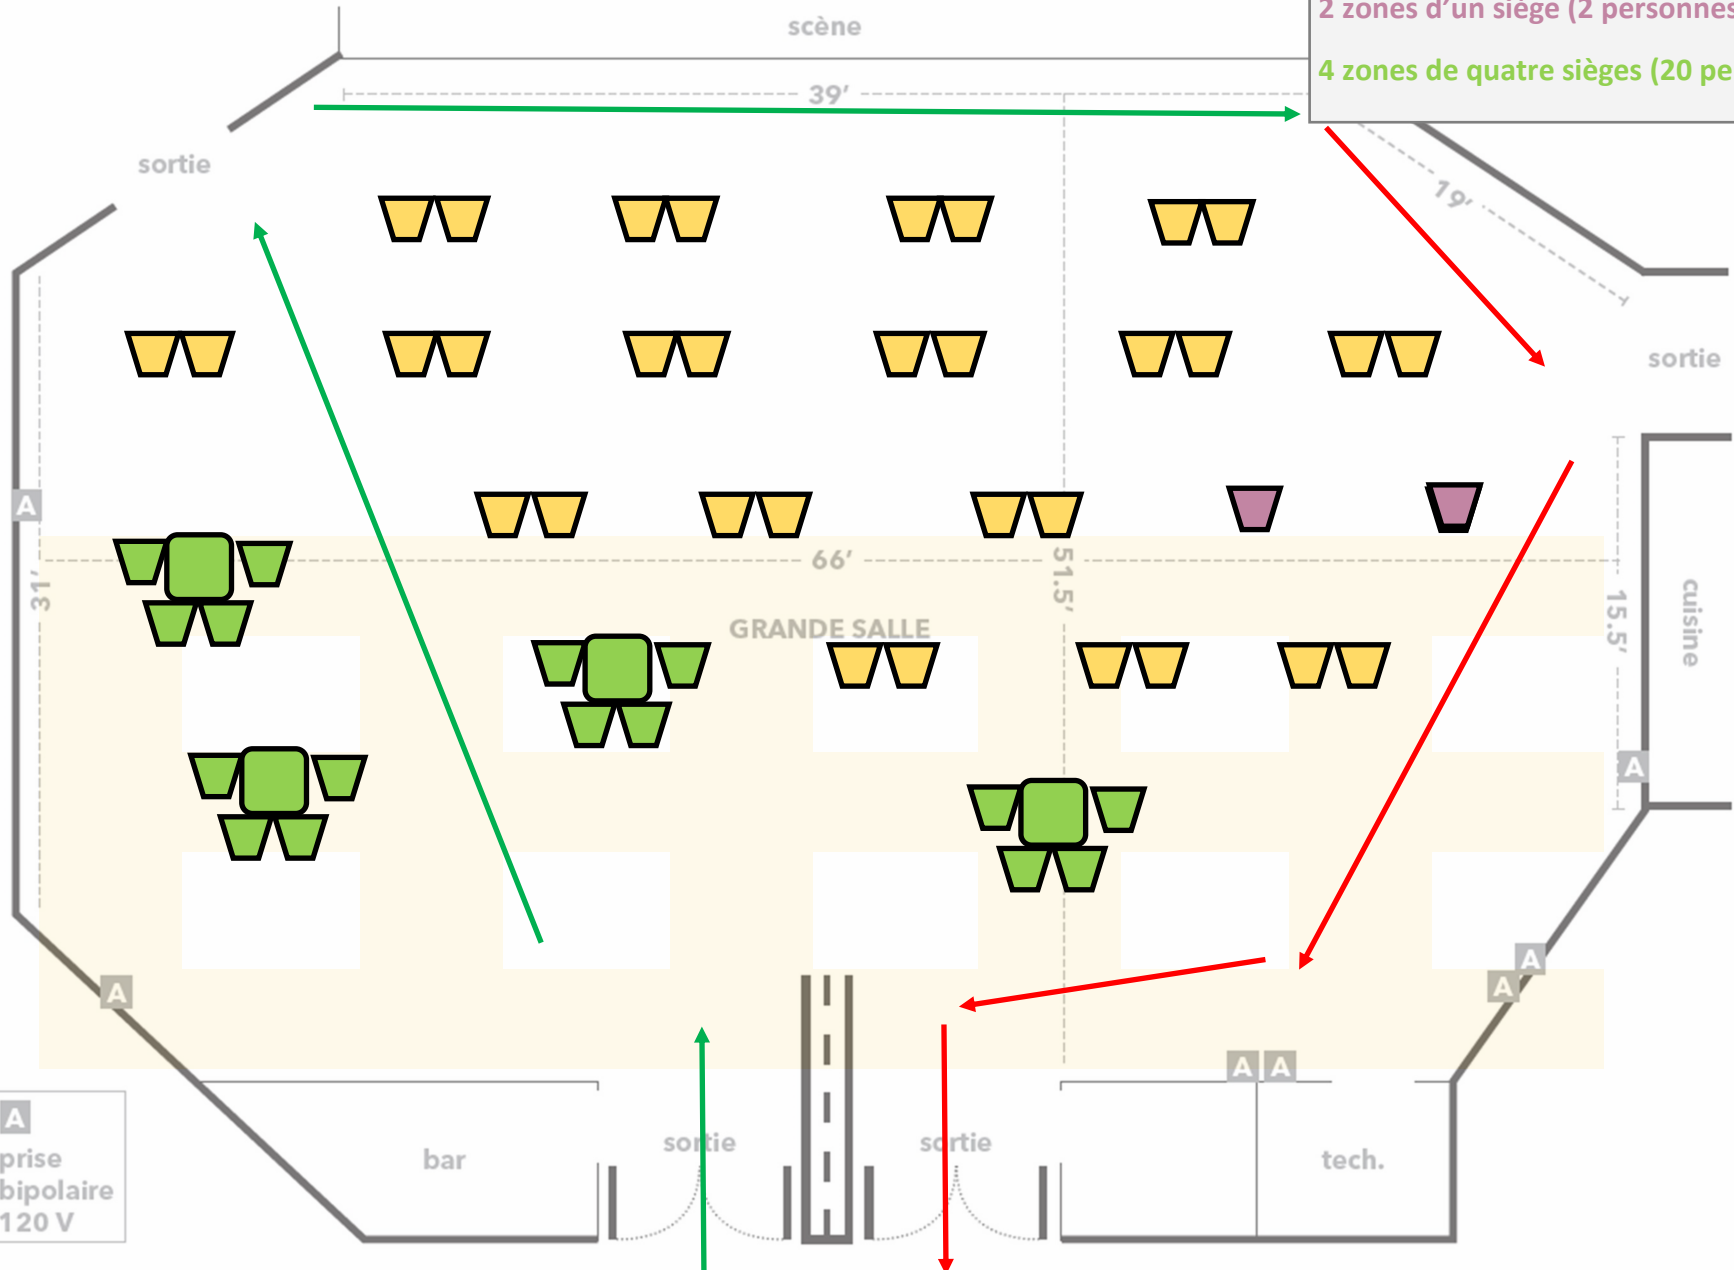 scène
2 zones d'un siège (2 personnes
4 zones de quatre sièges (20 pe
39'
sortie
19'
sortie
A
66'
51.5'
31'
15.5'
GRANDE SALLE
cuisine
A
A
A
A
A A
A
prise
bipolaire
120 V
bar
sortie
sortie
tech.